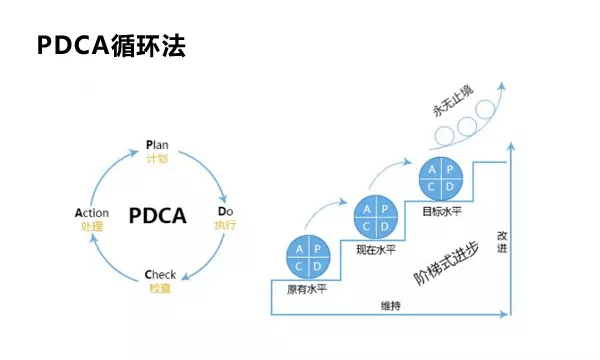 PDCA循环法
Plan
计划
Action
处理
PDCA
Do
执行
Check
检查
永无止境
A P
C D
目标水平
A P
C D
现在水平
A P
C D
原有水平
阶梯式进步
改进
维持